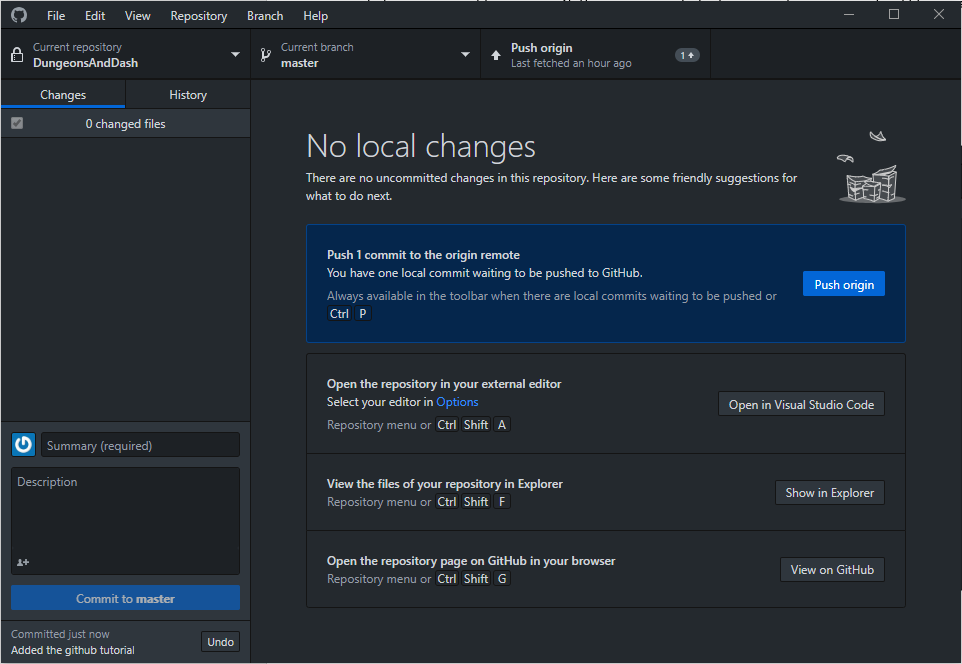 File Edit View Repository Branch Help
Current repository
DungeonsAndDash
Current branch
master
Push origin
Last fetched an hour ago
1
Changes History
0 changed files
No local changes
There are no uncommitted changes in this repository. Here are some friendly suggestions for
what to do next.
Push 1 commit to the origin remote
You have one local commit waiting to be pushed to GitHub.
Always available in the toolbar when there are local commits waiting to be pushed or
Ctrl P
Push origin
Open the repository in your external editor
Select your editor in Options
Repository menu or Ctrl Shift A
Open in Visual Studio Code
View the files of your repository in Explorer
Repository menu or Ctrl Shift F
Show in Explorer
Open the repository page on GitHub in your browser
Repository menu or Ctrl Shift G
View on GitHub
Summary (required)
Description
Commit to master
Committed just now
Added the github tutorial
Undo